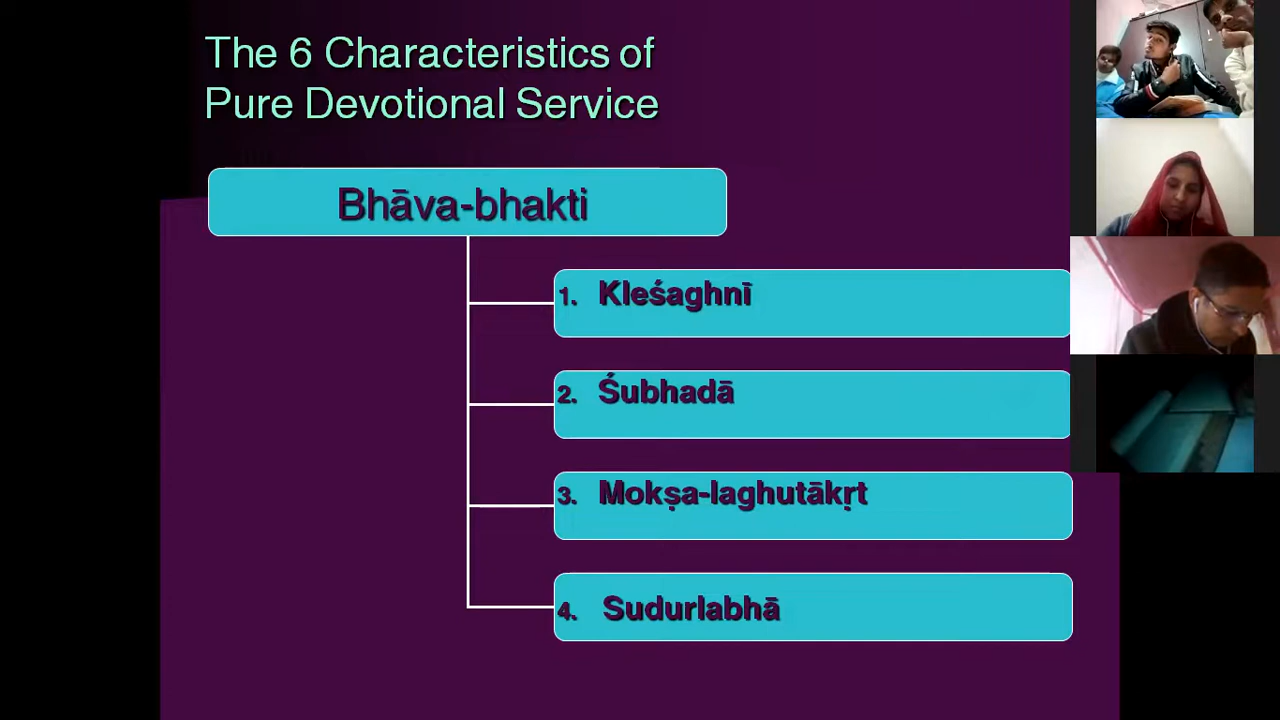 The 6 Characteristics of
Pure Devotional Service
Bhāva-bhakti
1. Kleśaghnī
2. Śubhadā
3. Mokṣa-laghutākṛt
4. Sudurlabhā